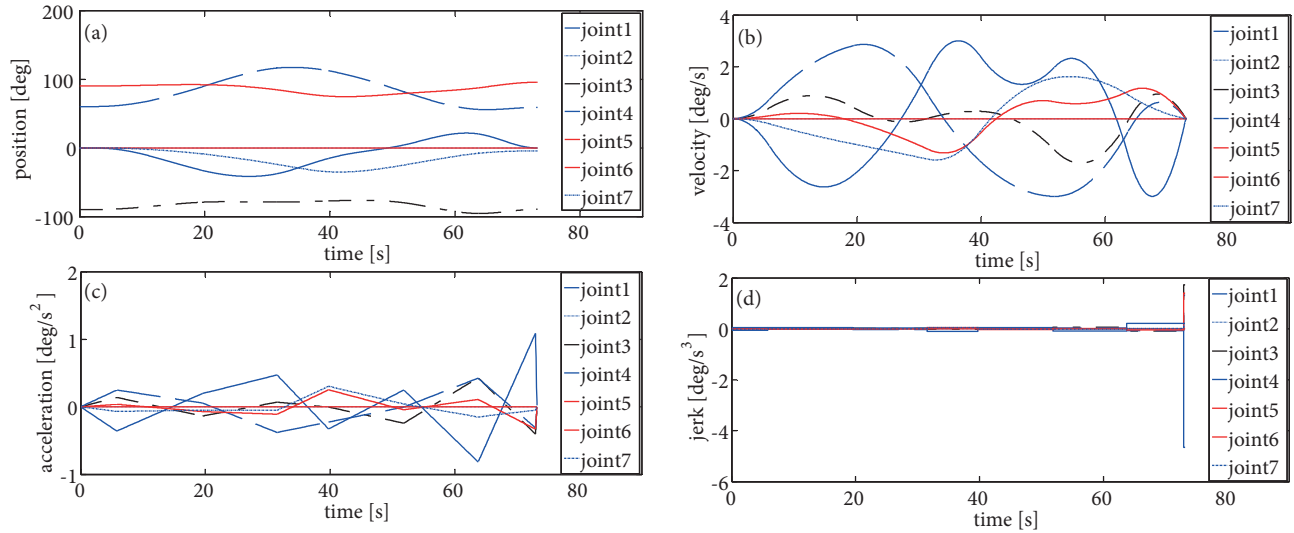 (a)
position [deg]
200
100
0
-100
0
20
40
60
80
time [s]
joint1
joint2
joint3
joint4
joint5
joint6
joint7
(b)
velocity [deg/s]
4
2
0
-2
-4
0
20
40
60
80
time [s]
joint1
joint2
joint3
joint4
joint5
joint6
joint7
(c)
acceleration [deg/s²]
2
1
0
-1
0
20
40
60
80
time [s]
joint1
joint2
joint3
joint4
joint5
joint6
joint7
(d)
jerk [deg/s³]
2
0
-2
-4
-6
0
20
40
60
80
time [s]
joint1
joint2
joint3
joint4
joint5
joint6
joint7